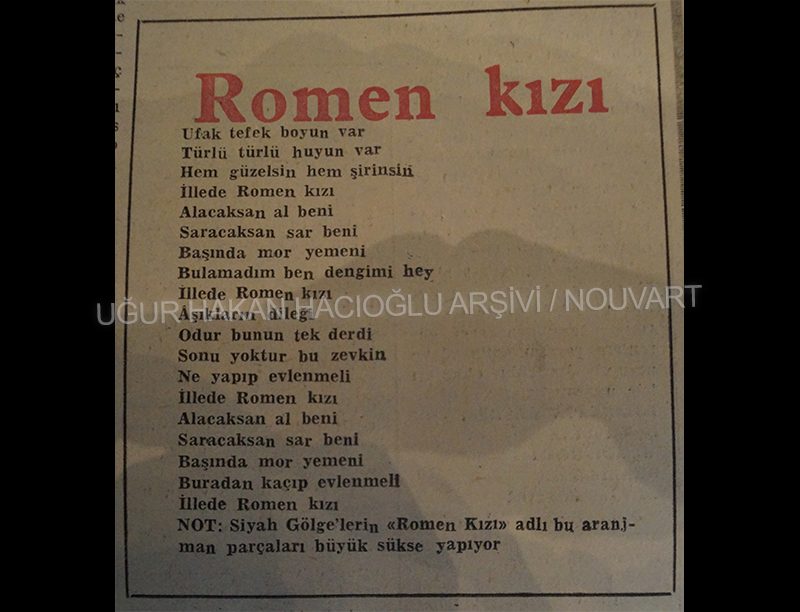 Romen kızı
Ufak tefek boyun var
Türlü türlü huyun var
Hem güzelsin hem şirinsin
İllede Romen kızı
Alacaksan al beni
Saracaksan sar beni
Başında mor yemeni
Bulamadım ben dengimi hey
İllede Romen kızı
UĞUR HAKAN HACIOĞLU ARŞİVİ / NOUVART
Aşıkların dileği
Odur bunun tek derdi
Sonu yoktur bu zevkin
Ne yapıp evlenmeli
İllede Romen kızı
Alacaksan al beni
Saracaksan sar beni
Başında mor yemeni
Buradan kaçıp evlenmeli
İllede Romen kızı
NOT: Siyah Gölge'lerin «Romen Kızı» adlı bu aranj-
man parçaları büyük sükse yapıyor